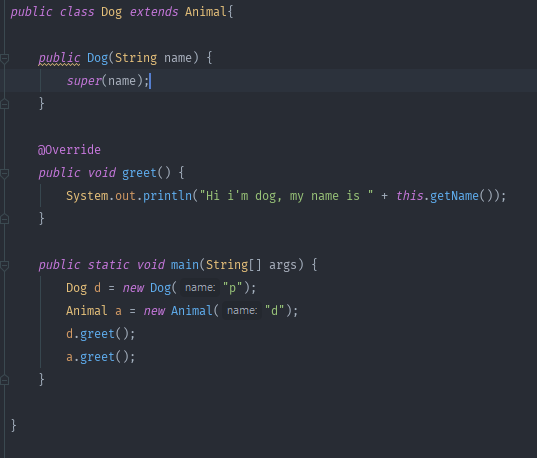 public class Dog extends Animal{
public Dog(String name) {
super(name);
}
@Override
public void greet() {
System.out.println("Hi i'm dog, my name is " + this.getName());
}
public static void main(String[] args) {
Dog d = new Dog( name: "p");
Animal a = new Animal( name: "d");
d.greet();
a.greet();
}
}